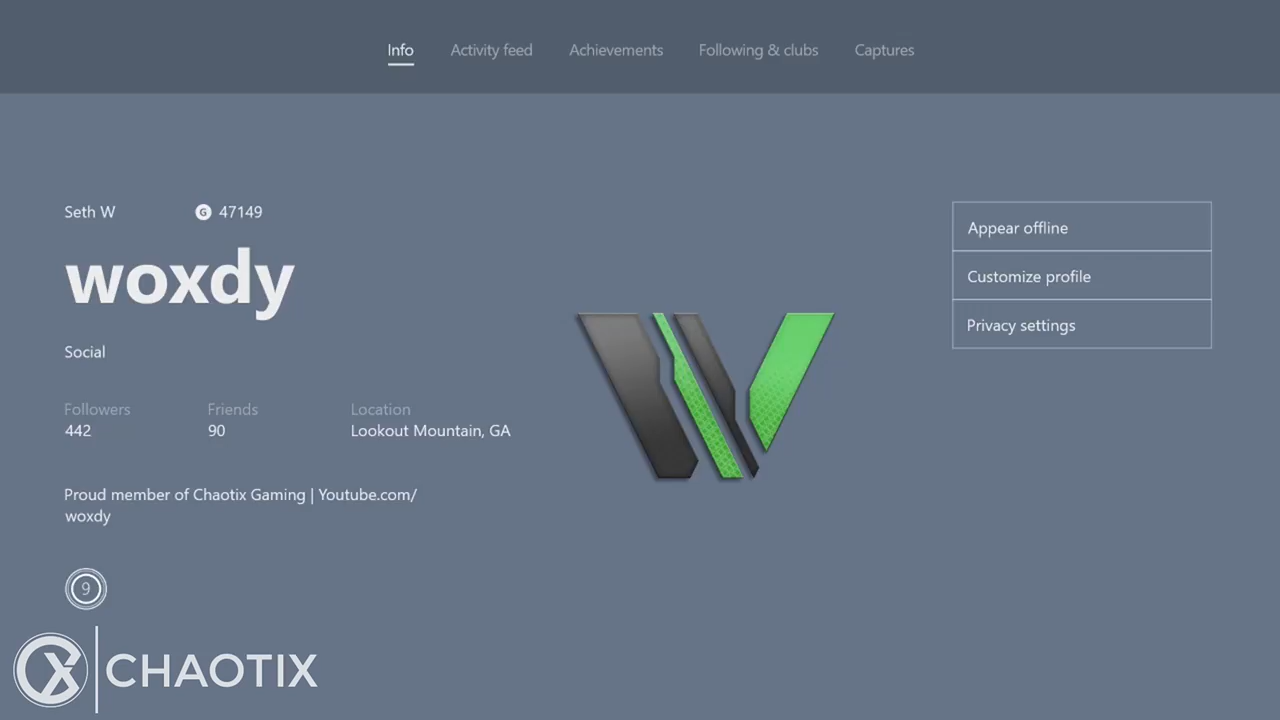 Info Activity feed Achievements Following & clubs Captures
Seth W G 47149
woxdy
Social
Followers Friends Location
442 90 Lookout Mountain, GA
Proud member of Chaotix Gaming | Youtube.com/
woxdy
9
Appear offline
Customize profile
Privacy settings
CHAOTIX